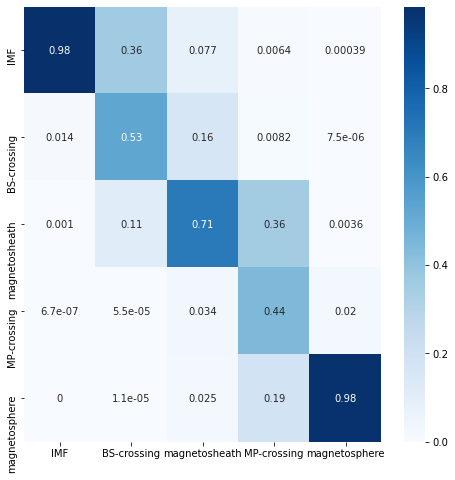 IMF 0.98 0.36 0.077 0.0064 0.00039
BS-crossing 0.014 0.53 0.16 0.0082 7.5e-06
magnetosheath 0.001 0.11 0.71 0.36 0.0036
MP-crossing 6.7e-07 5.5e-05 0.034 0.44 0.02
magnetosphere 0 1.1e-05 0.025 0.19 0.98
IMF BS-crossing magnetosheath MP-crossing magnetosphere
0.8
0.6
0.4
0.2
0.0